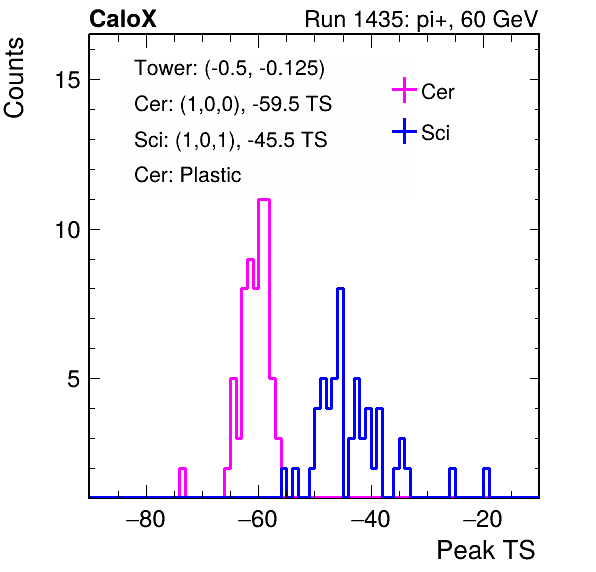 CaloX Run 1435: pi+, 60 GeV
Counts
Tower: (-0.5, -0.125)
Cer: (1,0,0), -59.5 TS
Sci: (1,0,1), -45.5 TS
Cer: Plastic
Cer
Sci
15
10
5
−80 −60 −40 −20
Peak TS